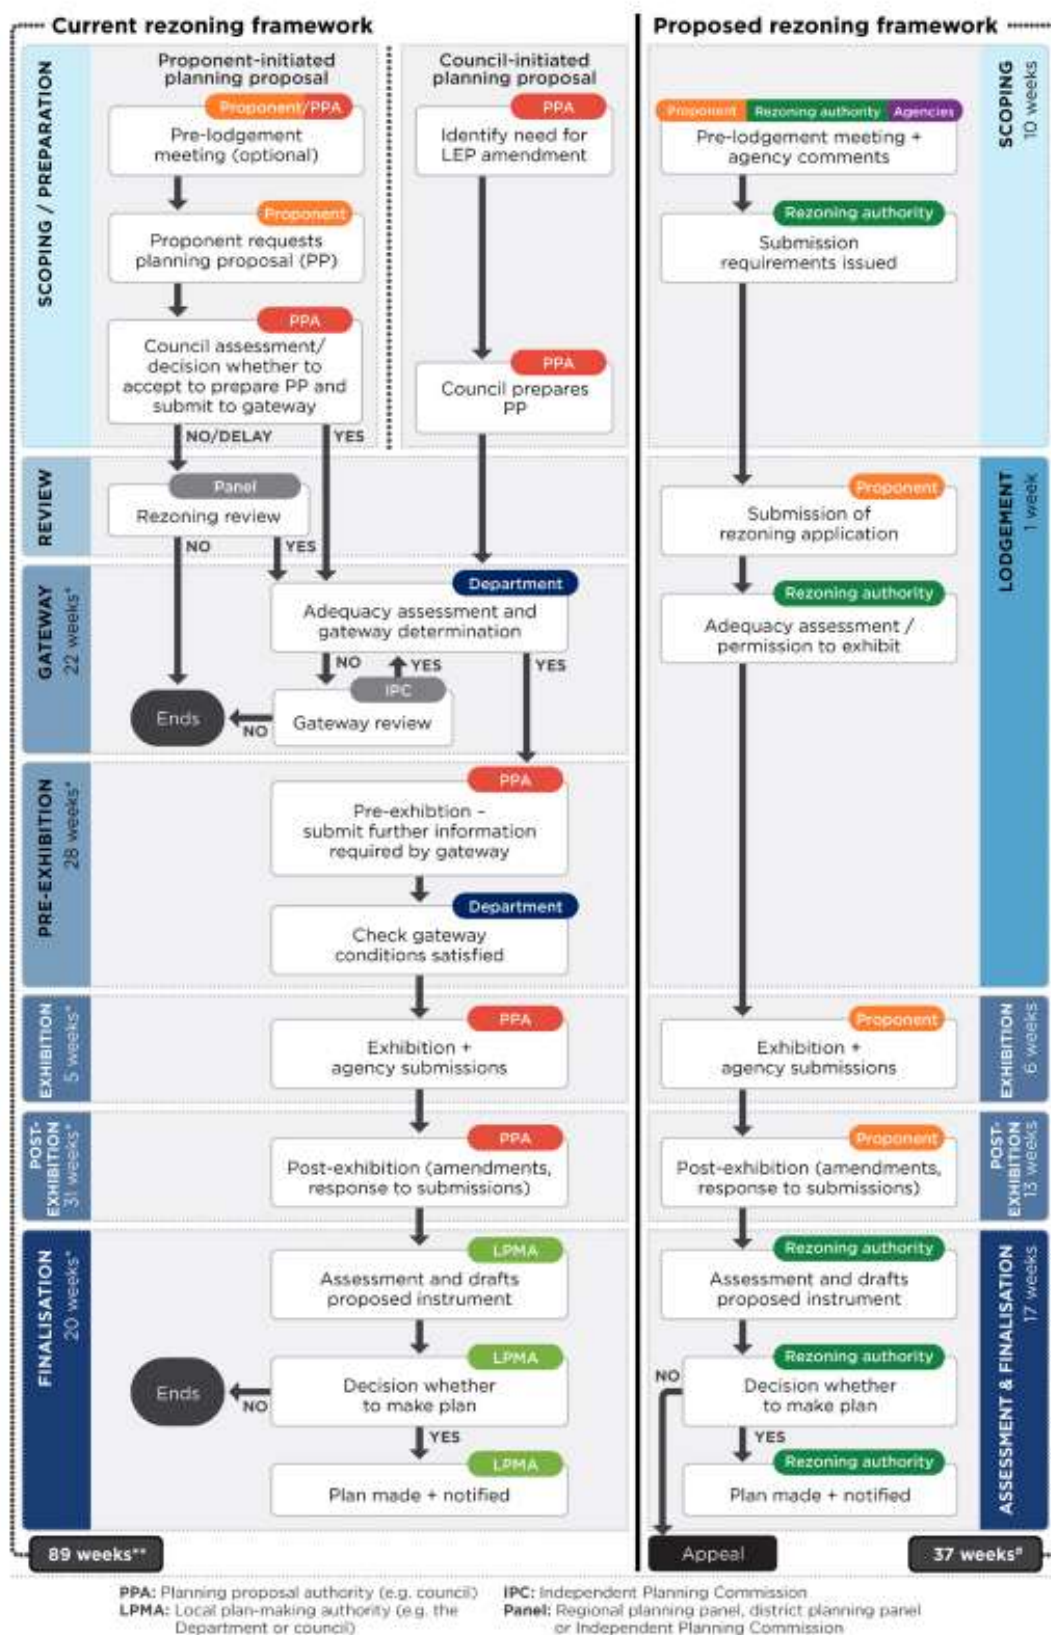 Current rezoning framework
Proposed rezoning framework
SCOPING / PREPARATION
Proponent-initiated
planning proposal
Proponent/PPA
Pre-lodgement
meeting (optional)
Proponent
Proponent requests
planning proposal (PP)
PPA
Council assessment/
decision whether to
accept to prepare PP and
submit to gateway
NO/DELAY
YES
Council-initiated
planning proposal
PPA
Identify need for
LEP amendment
PPA
Council prepares
PP
REVIEW
Panel
Rezoning review
NO
YES
GATEWAY
22 weeks*
Department
Adequacy assessment and
gateway determination
NO
YES
YES
IPC
Gateway review
NO
Ends
PRE-EXHIBITION
28 weeks*
PPA
Pre-exhibtion –
submit further information
required by gateway
Department
Check gateway
conditions satisfied
EXHIBITION
5 weeks*
PPA
Exhibition +
agency submissions
POST-
EXHIBITION
31 weeks*
PPA
Post-exhibition (amendments,
response to submissions)
FINALISATION
20 weeks*
LPMA
Assessment and drafts
proposed instrument
LPMA
Decision whether
to make plan
NO
Ends
YES
LPMA
Plan made + notified
89 weeks**
SCOPING
10 weeks
Proponent Rezoning authority Agencies
Pre-lodgement meeting +
agency comments
Rezoning authority
Submission
requirements issued
LODGEMENT
1 week
Proponent
Submission of
rezoning application
Rezoning authority
Adequacy assessment /
permission to exhibit
EXHIBITION
6 weeks
Proponent
Exhibition +
agency submissions
POST-
EXHIBITION
13 weeks
Proponent
Post-exhibition (amendments,
response to submissions)
ASSESSMENT & FINALISATION
17 weeks
Rezoning authority
Assessment and drafts
proposed instrument
Rezoning authority
Decision whether
to make plan
NO
YES
Rezoning authority
Plan made + notified
Appeal
37 weeks#
PPA: Planning proposal authority (e.g. council)
LPMA: Local plan-making authority (e.g. the
Department or council)
IPC: Independent Planning Commission
Panel: Regional planning panel, district planning panel
or Independent Planning Commission